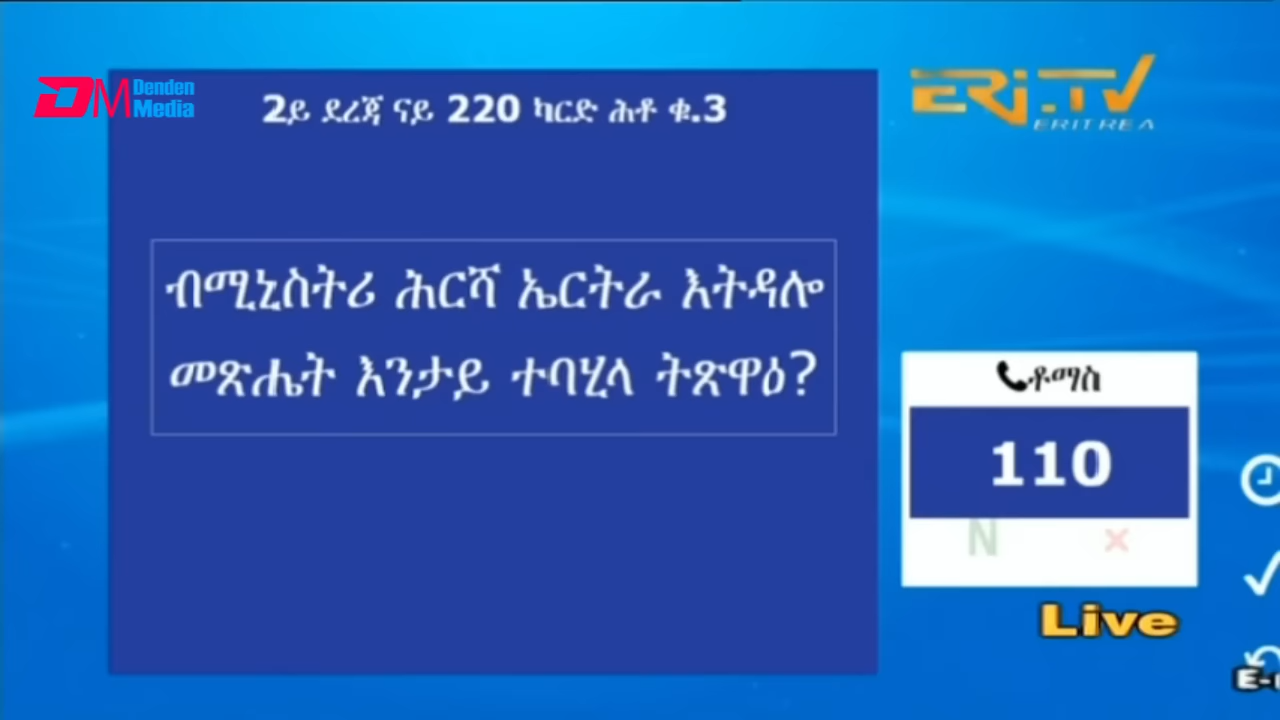 DM Denden Media
2ይ ደረጃ ናይ 220 ካርድ ሕቶ ቁ.3
ERi.TV
ERITREA
ብሚኒስትሪ ሕርሻ ኤርትራ እትዳሎ
መጽሔት እንታይ ተባሂላ ትጽዋዕ?
ቶማስ
110
N ×
Live